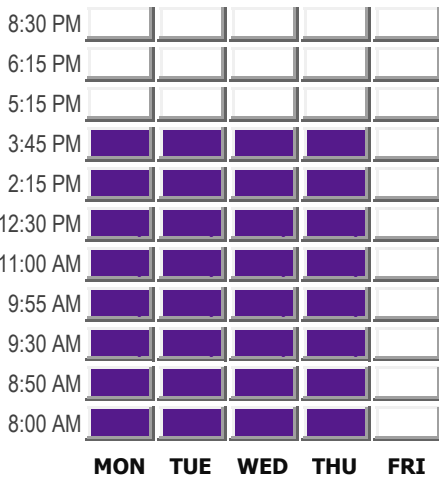 8:30 PM
6:15 PM
5:15 PM
3:45 PM
2:15 PM
12:30 PM
11:00 AM
9:55 AM
9:30 AM
8:50 AM
8:00 AM
MON TUE WED THU FRI